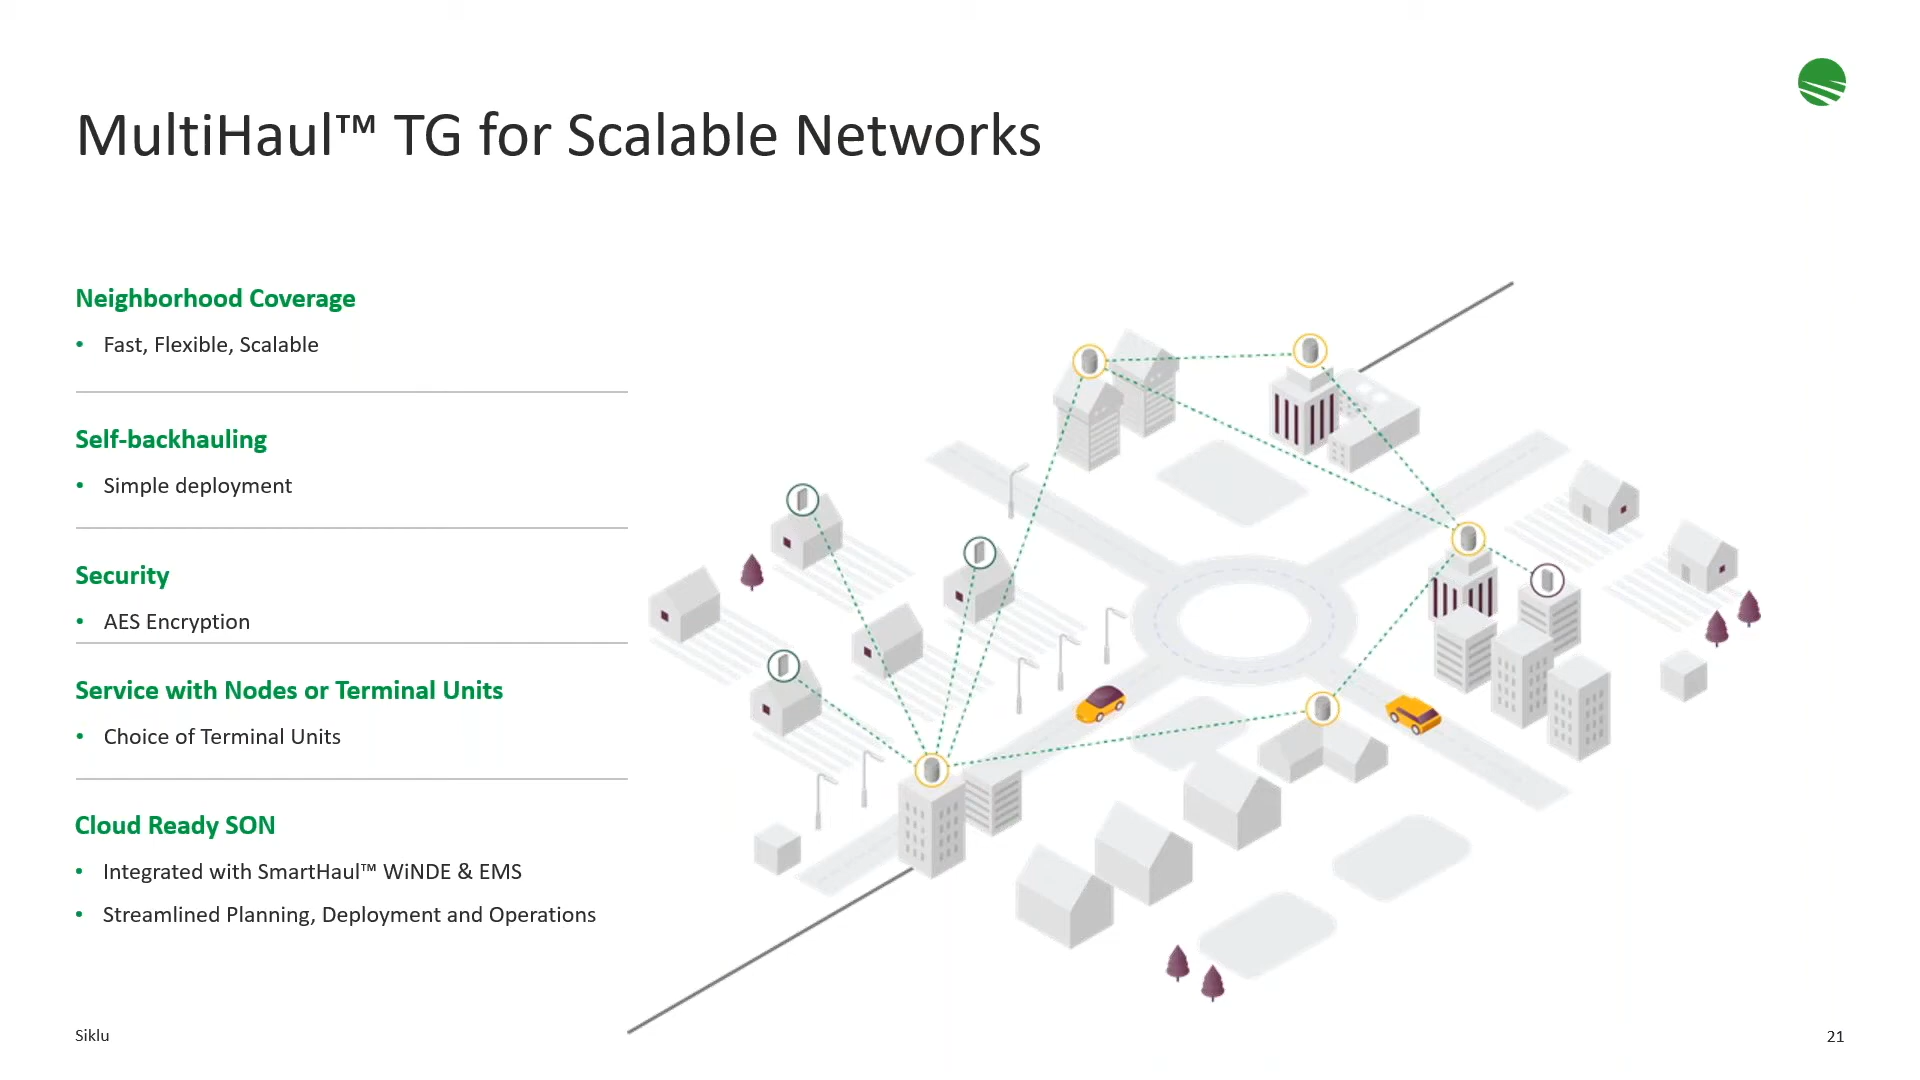 MultiHaul™ TG for Scalable Networks
Neighborhood Coverage
• Fast, Flexible, Scalable
Self-backhauling
• Simple deployment
Security
• AES Encryption
Service with Nodes or Terminal Units
• Choice of Terminal Units
Cloud Ready SON
• Integrated with SmartHaul™ WiNDE & EMS
• Streamlined Planning, Deployment and Operations
Siklu
21